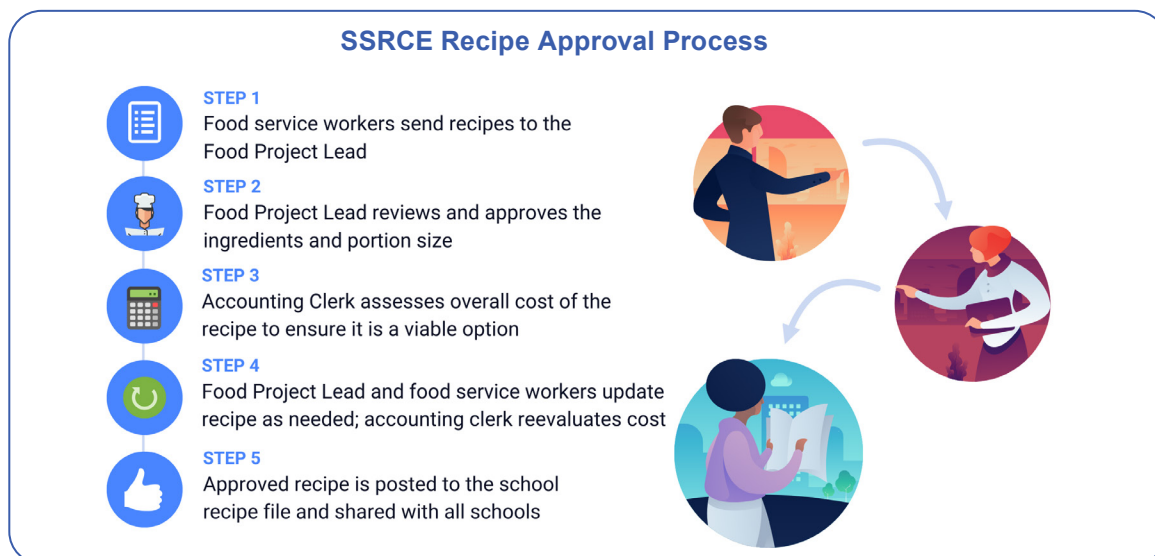 SSRCE Recipe Approval Process
STEP 1
Food service workers send recipes to the
Food Project Lead
STEP 2
Food Project Lead reviews and approves the
ingredients and portion size
STEP 3
Accounting Clerk assesses overall cost of the
recipe to ensure it is a viable option
STEP 4
Food Project Lead and food service workers update
recipe as needed; accounting clerk reevaluates cost
STEP 5
Approved recipe is posted to the school
recipe file and shared with all schools